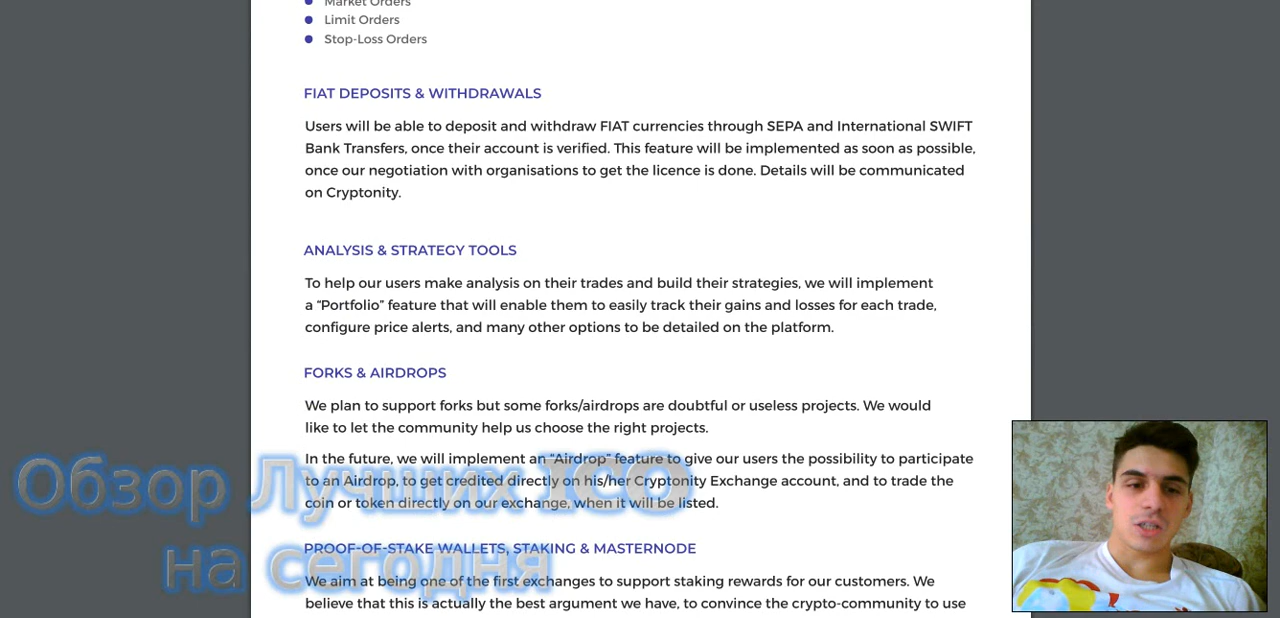 Market Orders
Limit Orders
Stop-Loss Orders
FIAT DEPOSITS & WITHDRAWALS
Users will be able to deposit and withdraw FIAT currencies through SEPA and International SWIFT
Bank Transfers, once their account is verified. This feature will be implemented as soon as possible,
once our negotiation with organisations to get the licence is done. Details will be communicated
on Cryptonity.
ANALYSIS & STRATEGY TOOLS
To help our users make analysis on their trades and build their strategies, we will implement
a “Portfolio” feature that will enable them to easily track their gains and losses for each trade,
configure price alerts, and many other options to be detailed on the platform.
FORKS & AIRDROPS
We plan to support forks but some forks/airdrops are doubtful or useless projects. We would
like to let the community help us choose the right projects.
In the future, we will implement an “Airdrop” feature to give our users the possibility to participate
to an Airdrop, to get credited directly on his/her Cryptonity Exchange account, and to trade the
coin or token directly on our exchange, when it will be listed.
Обзор Лучших ICO
на сегодня
PROOF-OF-STAKE WALLETS, STAKING & MASTERNODE
We aim at being one of the first exchanges to support staking rewards for our customers. We
believe that this is actually the best argument we have, to convince the crypto-community to use